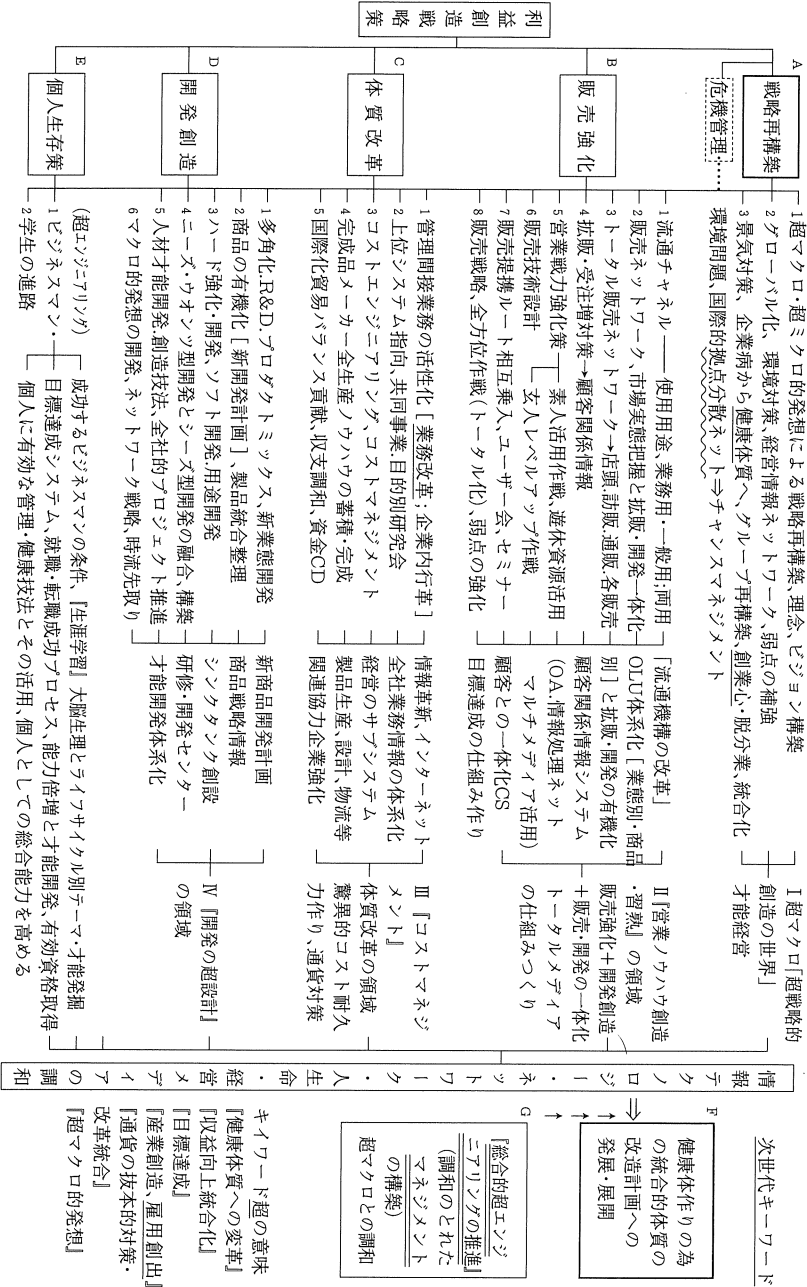 利益創造戦略策
A
戦略再構築
危機管理
1 超マクロ・超ミクロ的発想による戦略再構築、理念、ビジョン構築
2 グローバル化、環境対策、経営情報ネットワーク、弱点の補強
3 景気対策、企業病から健康体質へ、グループ再構築、創業心・脱分業、統合化
環境問題、国際的拠点分散ネット⇒チャンスマネジメント
Ⅰ 超マクロ「超戦略的
創造の世界」
才能経営
B
販売強化
1 流通チャネル―使用用途、業務用・一般用;両用
2 販売ネットワーク、市場実態把握と拡販・開発一体化
3 トータル販売ネットワーク→店頭.訪販.通販.各販売
4 拡販・受注増対策→顧客関係情報
5 営業戦力強化策 素人活用作戦、遊休資源活用
玄人レベルアップ作戦
6 販売技術設計
7 販売提携ルート相互乗入、ユーザー会、セミナー
8 販売戦略、全方位作戦(トータル化)、弱点の強化
「流通機構の改革」
OLU体系化[業態別・商品
別]と拡販・開発の有機化
顧客関係情報システム
(OA.情報処理ネット
マルチメディア活用)
顧客との一体化CS
目標達成の仕組み作り
Ⅱ『営業ノウハウ創造
・習熟』の領域
販売強化+開発創造
+販売・開発の一体化
トータルメディア
の仕組みつくり
C
体質改革
1 管理間接業務の活性化[業務改革;企業内行革]
2 上位システム指向、共同事業.目的別研究会
3 コストエンジニアリング、コストマネジメント
4 完成品メーカー全生産ノウハウの蓄積・完成
5 国際化貿易バランス貢献、収支調和、資金CD
情報革新、インターネット
全社業務情報の体系化
経営のサブシステム
製品生産、設計、物流等
関連協力企業強化
Ⅲ『コストマネジ
メント』
体質改革の領域
驚異的コスト耐久
力作り、通貨対策
D
開発創造
1 多角化.R&D.プロダクトミックス、新業態開発
2 商品の有機化[新開発計画]、製品統合整理
3 ハード強化・開発、ソフト開発.用途開発
4 ニーズ・ウオンツ型開発とシーズ型開発の融合、構築
5 人材才能開発.創造技法、全社的プロジェクト推進
6 マクロ的発想の開発、ネットワーク戦略、時流先取り
新商品開発計画
商品戦略情報
シンクタンク創設
研修・開発センター
才能開発体系化
Ⅳ『開発の超設計』
の領域
E
個人生存策
(超エンジニアリング)
1 ビジネスマン・
2 学生の進路
成功するビジネスマンの条件、『生涯学習』大脳生理とライフサイクル別テーマ・才能発掘
目標達成システム、就職・転職成功プロセス、能力倍増と才能開発、有効資格取得
個人に有効な管理・健康技法とその活用、個人としての総合能力を高める
情報テクノロジー・ネットワーク・人生命・経営メディアの調和
次世代キーワード
F
健康体作りの為
の統合的体質の
改造計画への
発展・展開
G
『総合的超エンジ
ニアリングの推進』
(調和のとれた
マネジメント
の構築)
超マクロとの調和
キイワード超の意味
『健康体質への変革』
『収益向上統合化』
『目標達成』
『産業創造、雇用創出』
『通貨の抜本的対策・
改革統合』
『超マクロ的発想』